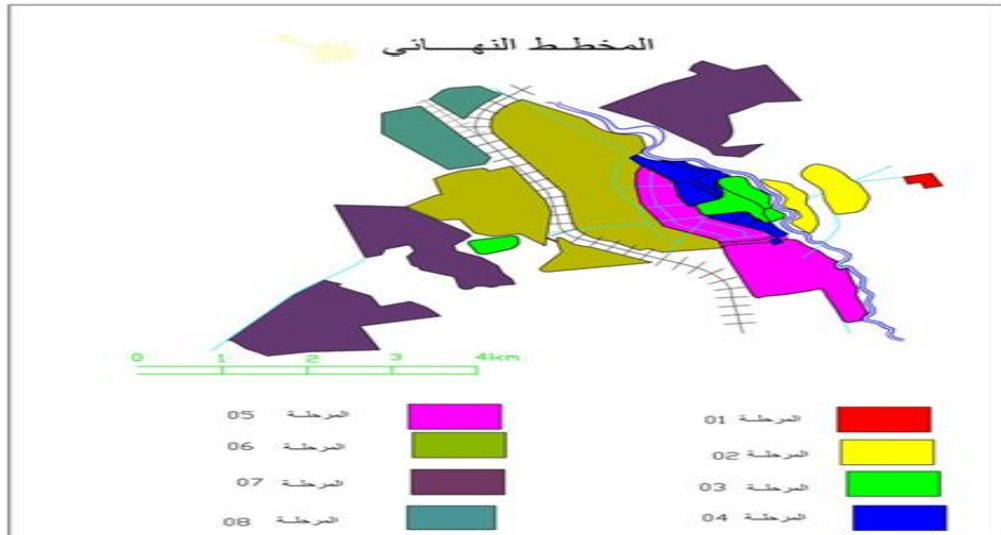 المخطط النهائي
0 1 2 3 4km
المرحلة 01
المرحلة 02
المرحلة 03
المرحلة 04
المرحلة 05
المرحلة 06
المرحلة 07
المرحلة 08